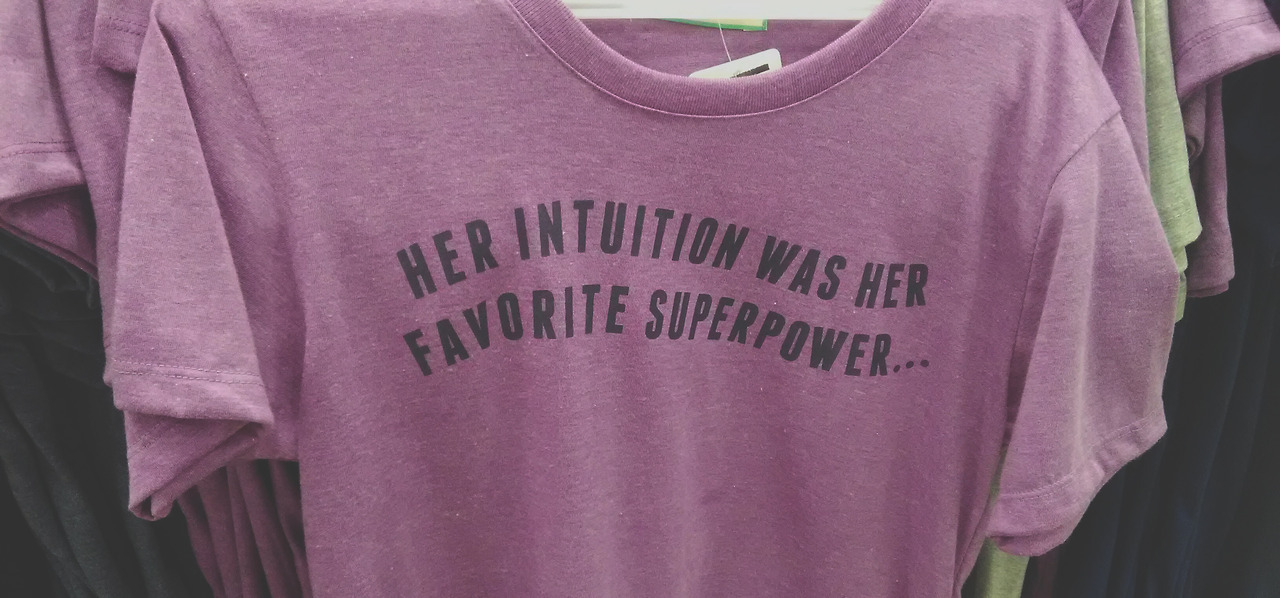 HER INTUITION WAS HER
FAVORITE SUPERPOWER...